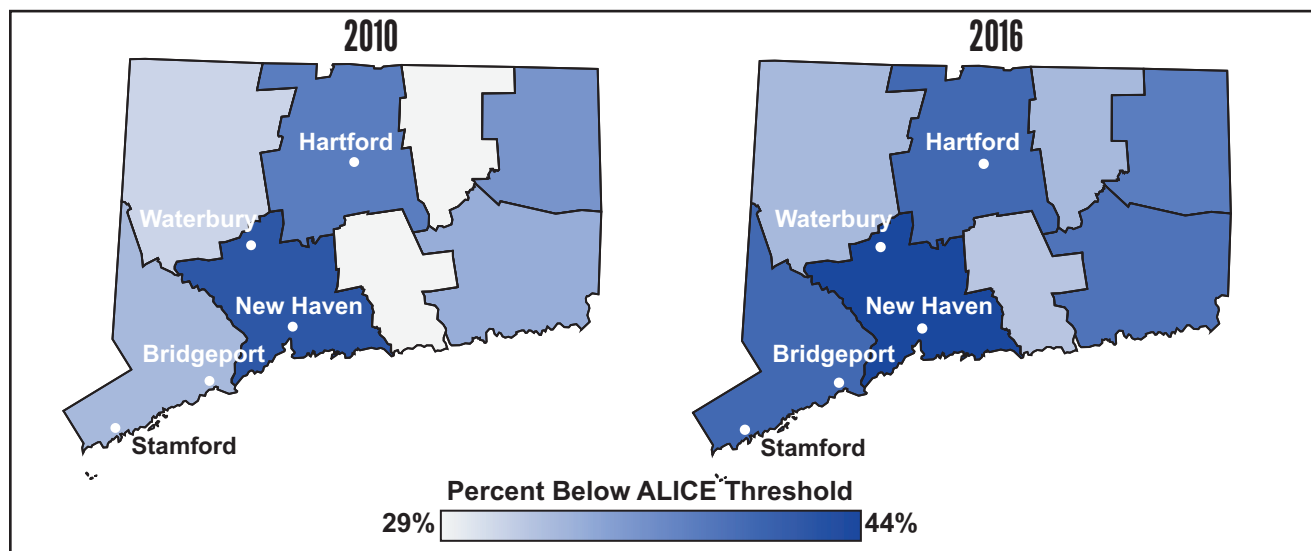 2010
Hartford
Waterbury
New Haven
Bridgeport
Stamford
2016
Hartford
Waterbury
New Haven
Bridgeport
Stamford
Percent Below ALICE Threshold
29% 44%